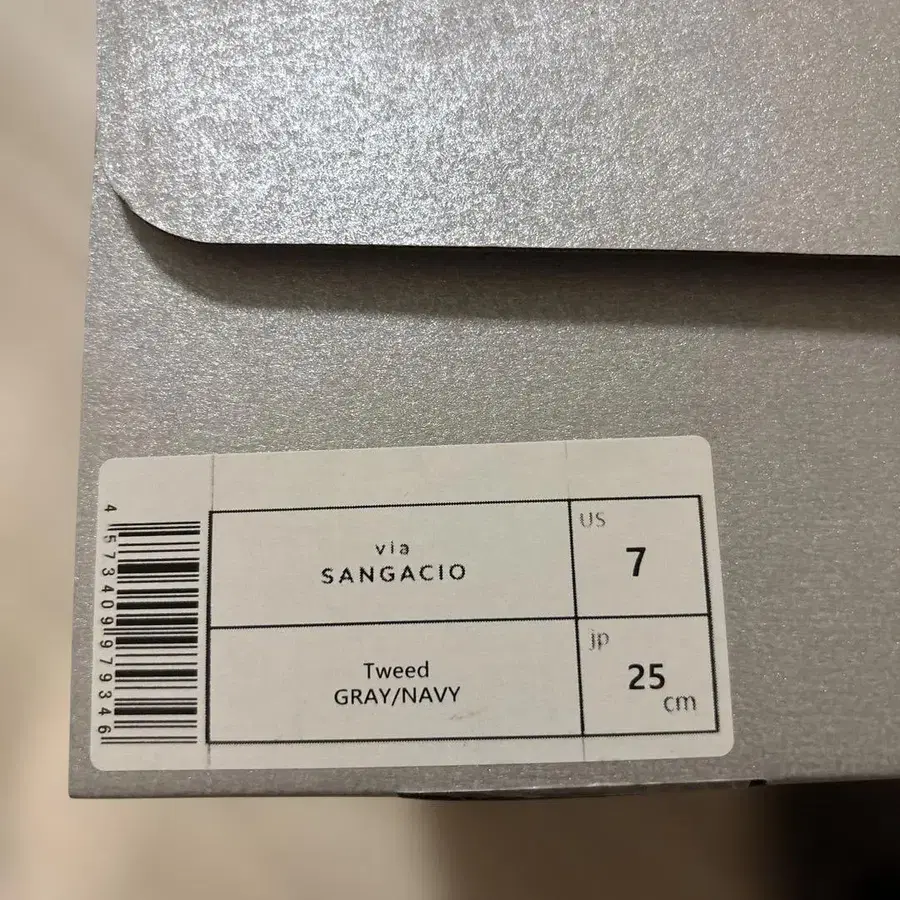 4573409979346
via
SANGACIO
US
7
Tweed
GRAY/NAVY
jp
25
cm